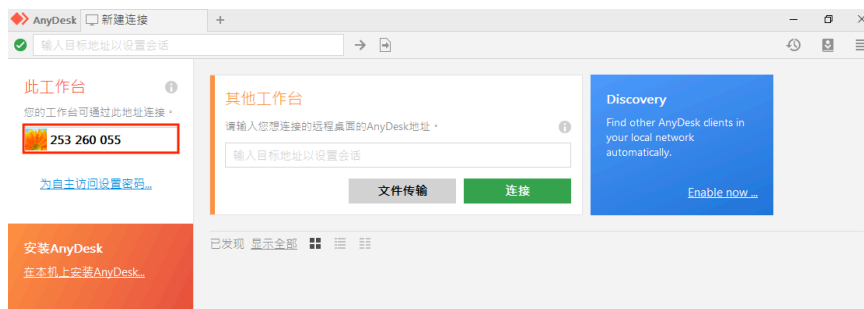 AnyDesk 新建连接 +
输入目标地址以设置会话
此工作台
您的工作台可通过此地址连接。
253 260 055
为自主访问设置密码...
安装AnyDesk
在本机上安装AnyDesk...
其他工作台
请输入您想连接的远程桌面的AnyDesk地址。
输入目标地址以设置会话
文件传输 连接
Discovery
Find other AnyDesk clients in
your local network
automatically.
Enable now ...
已发现 显示全部